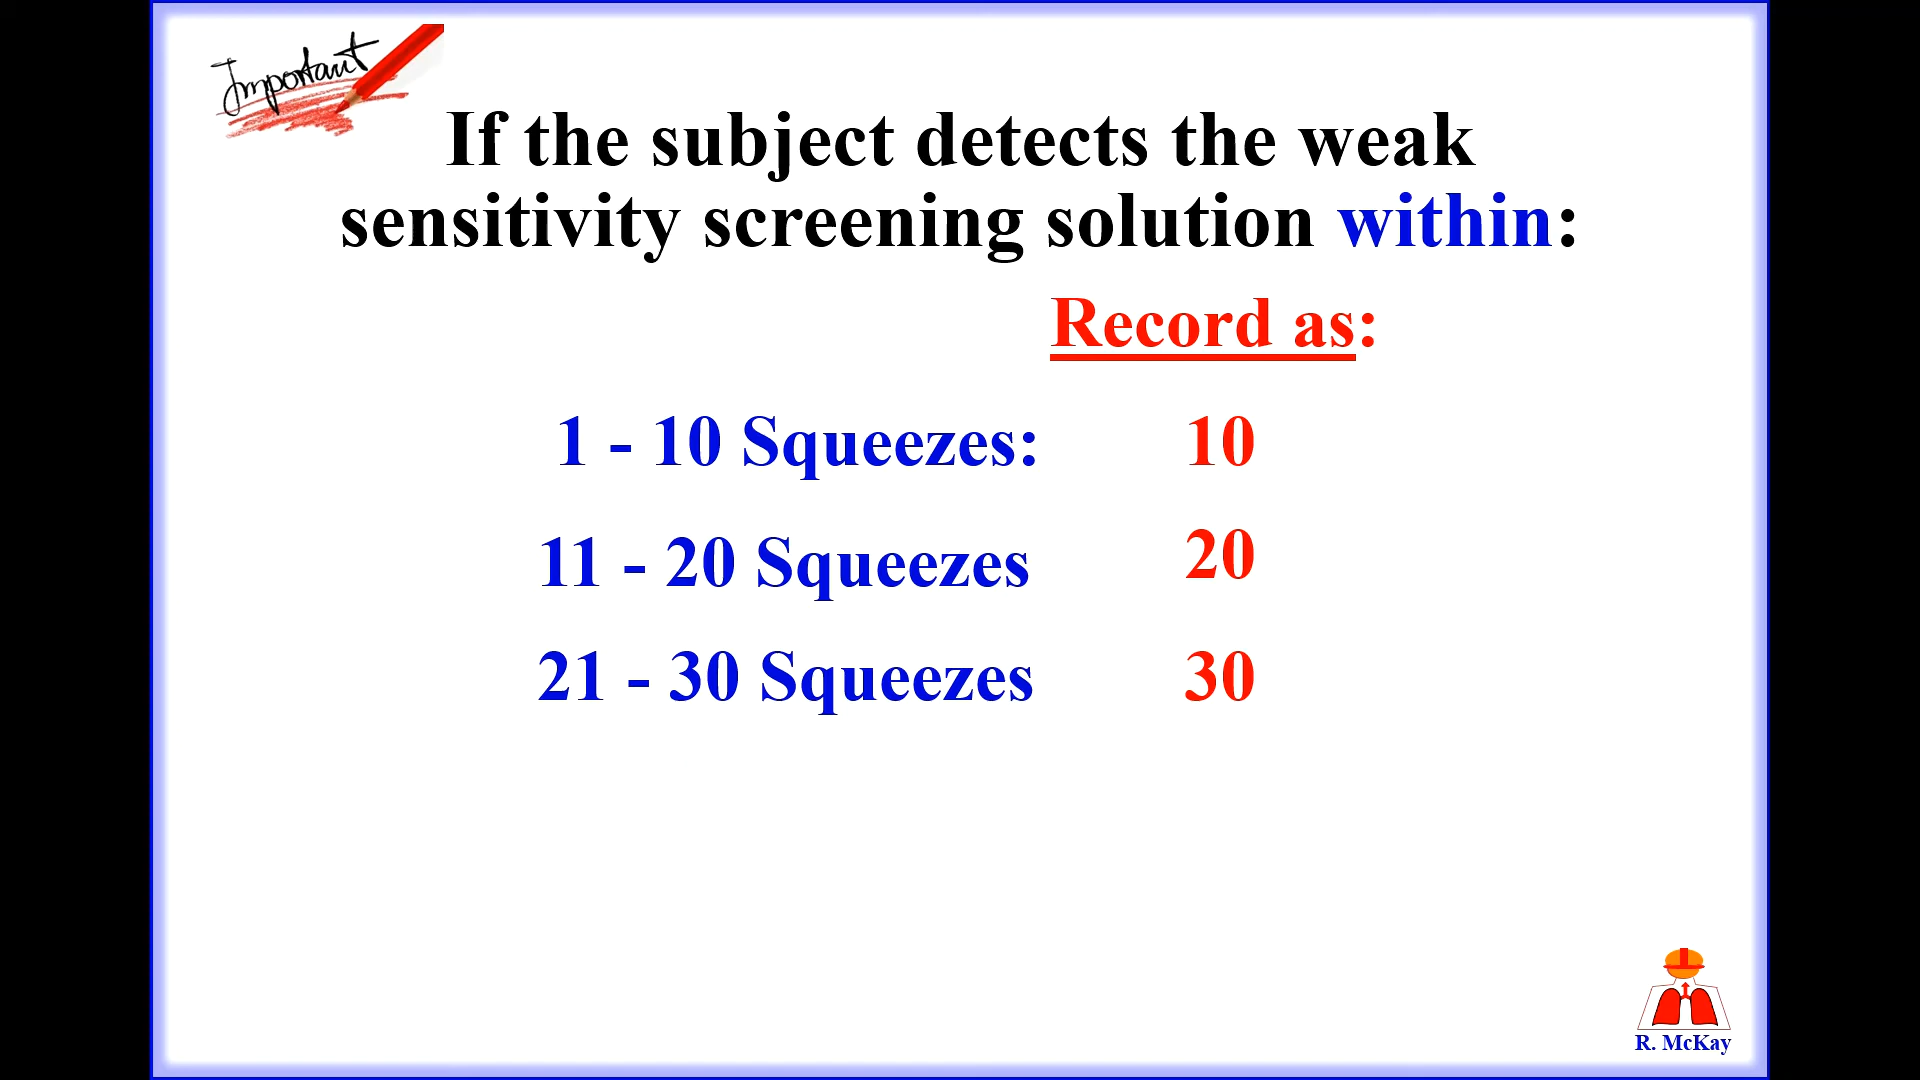 Important
If the subject detects the weak
sensitivity screening solution within:
Record as:
1 - 10 Squeezes: 10
11 - 20 Squeezes 20
21 - 30 Squeezes 30
R. McKay